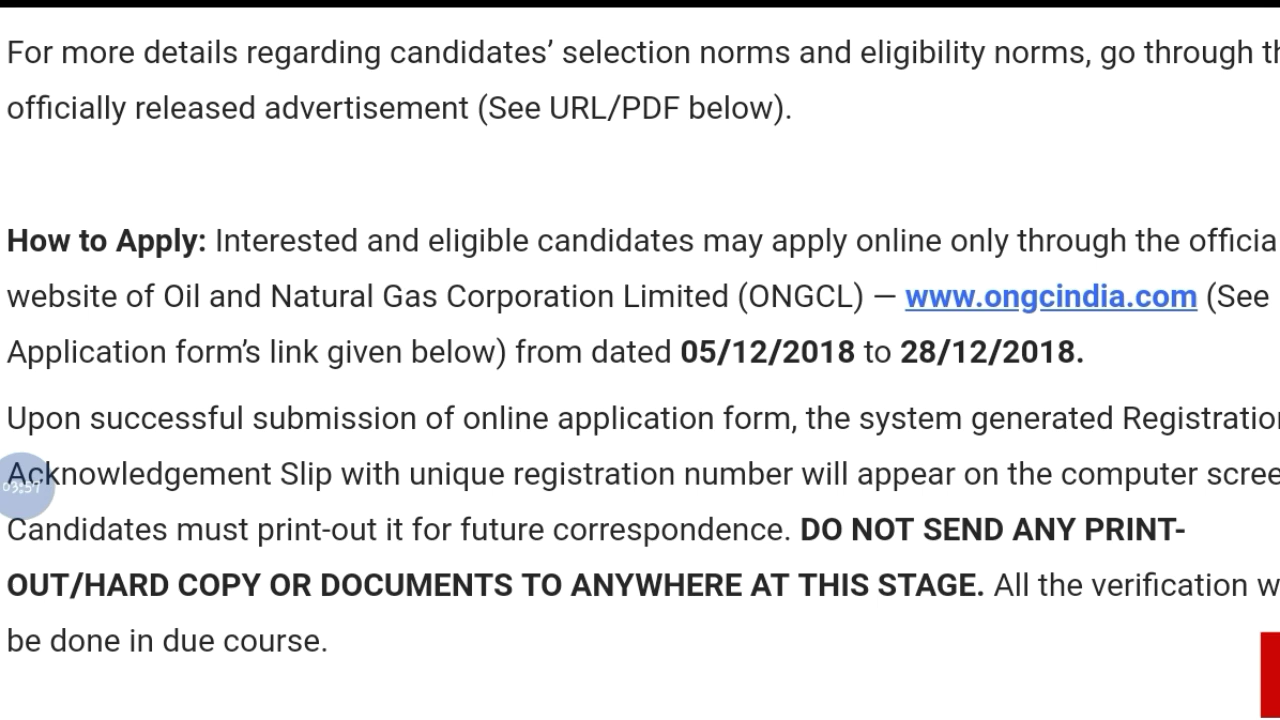 For more details regarding candidates’ selection norms and eligibility norms, go through th
officially released advertisement (See URL/PDF below).
How to Apply: Interested and eligible candidates may apply online only through the officia
website of Oil and Natural Gas Corporation Limited (ONGCL) — www.ongcindia.com (See
Application form’s link given below) from dated 05/12/2018 to 28/12/2018.
Upon successful submission of online application form, the system generated Registration
Acknowledgement Slip with unique registration number will appear on the computer scree
03:57
Candidates must print-out it for future correspondence. DO NOT SEND ANY PRINT-
OUT/HARD COPY OR DOCUMENTS TO ANYWHERE AT THIS STAGE. All the verification w
be done in due course.